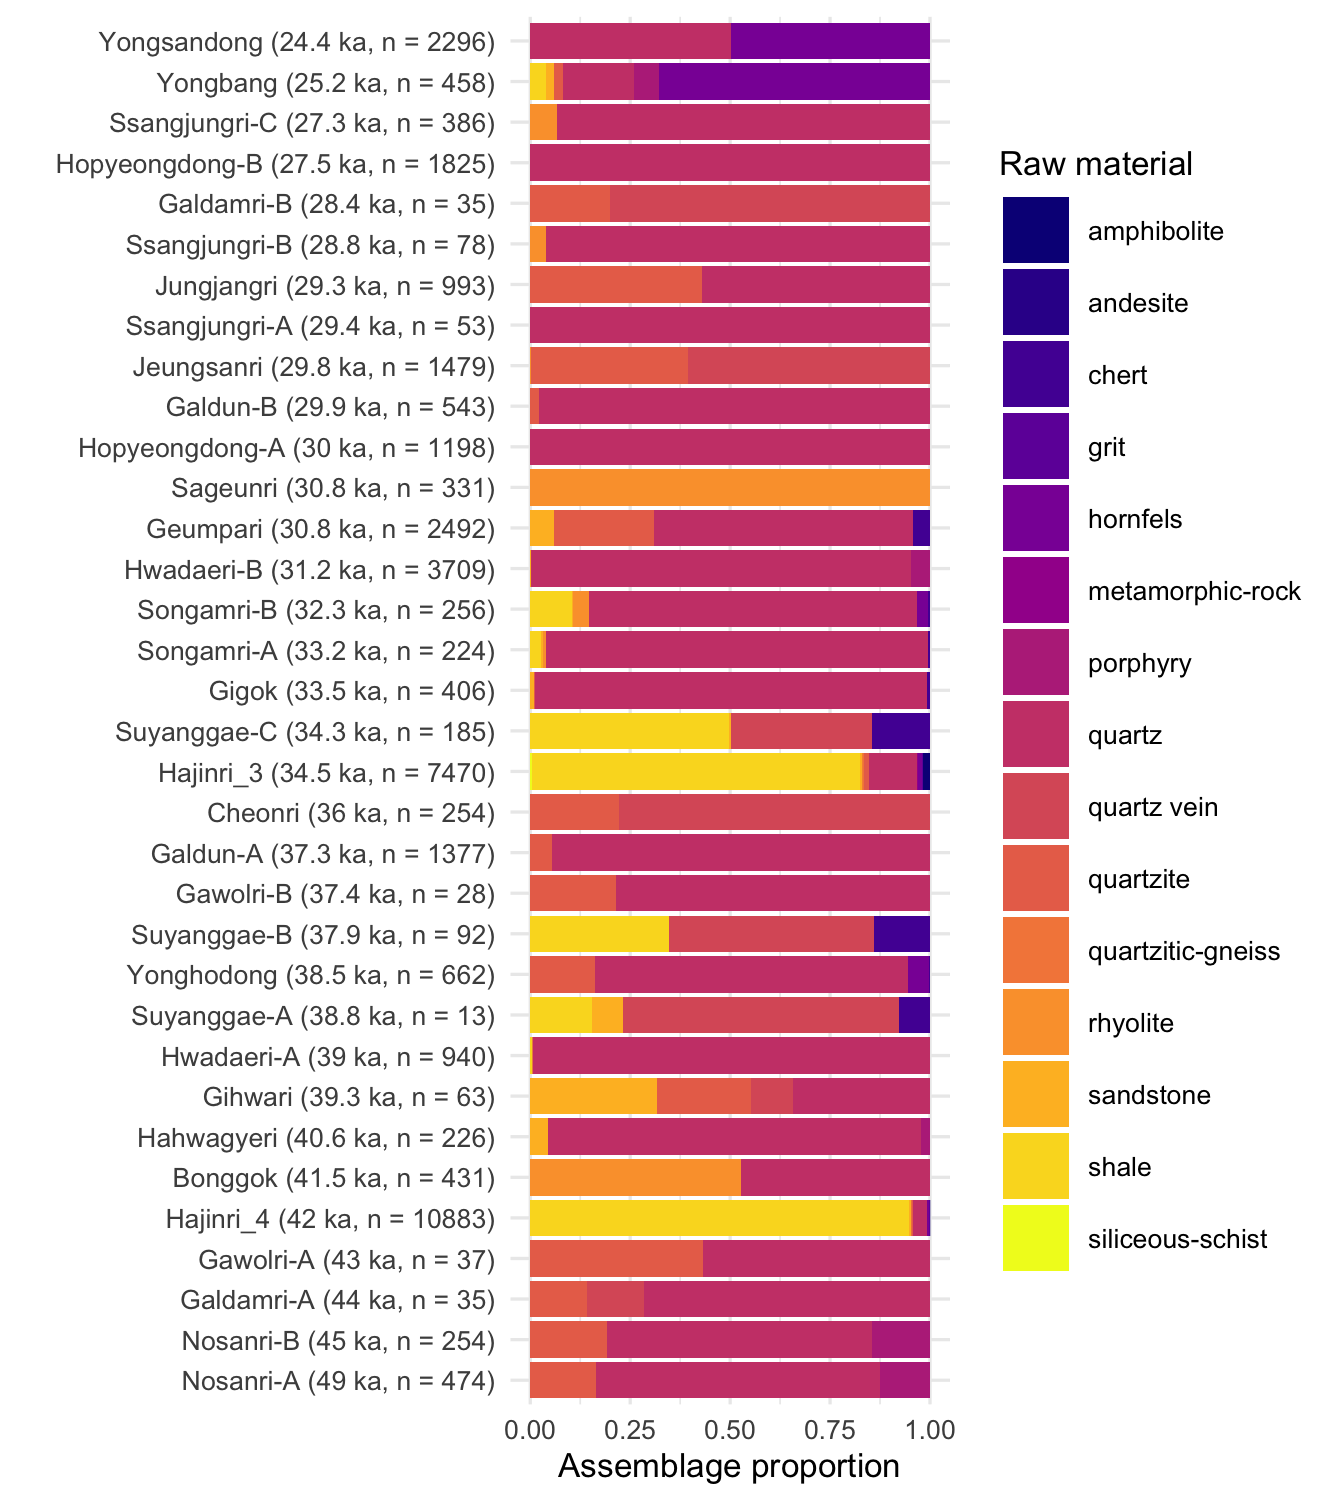 Yongsandong (24.4 ka, n = 2296)
Yongbang (25.2 ka, n = 458)
Ssangjungri-C (27.3 ka, n = 386)
Hopyeongdong-B (27.5 ka, n = 1825)
Galdamri-B (28.4 ka, n = 35)
Ssangjungri-B (28.8 ka, n = 78)
Jungjangri (29.3 ka, n = 993)
Ssangjungri-A (29.4 ka, n = 53)
Jeungsanri (29.8 ka, n = 1479)
Galdun-B (29.9 ka, n = 543)
Hopyeongdong-A (30 ka, n = 1198)
Sageunri (30.8 ka, n = 331)
Geumpari (30.8 ka, n = 2492)
Hwadaeri-B (31.2 ka, n = 3709)
Songamri-B (32.3 ka, n = 256)
Songamri-A (33.2 ka, n = 224)
Gigok (33.5 ka, n = 406)
Suyanggae-C (34.3 ka, n = 185)
Hajinri_3 (34.5 ka, n = 7470)
Cheonri (36 ka, n = 254)
Galdun-A (37.3 ka, n = 1377)
Gawolri-B (37.4 ka, n = 28)
Suyanggae-B (37.9 ka, n = 92)
Yonghodong (38.5 ka, n = 662)
Suyanggae-A (38.8 ka, n = 13)
Hwadaeri-A (39 ka, n = 940)
Gihwari (39.3 ka, n = 63)
Hahwagyeri (40.6 ka, n = 226)
Bonggok (41.5 ka, n = 431)
Hajinri_4 (42 ka, n = 10883)
Gawolri-A (43 ka, n = 37)
Galdamri-A (44 ka, n = 35)
Nosanri-B (45 ka, n = 254)
Nosanri-A (49 ka, n = 474)
0.00 0.25 0.50 0.75 1.00
Assemblage proportion
Raw material
amphibolite
andesite
chert
grit
hornfels
metamorphic-rock
porphyry
quartz
quartz vein
quartzite
quartzitic-gneiss
rhyolite
sandstone
shale
siliceous-schist